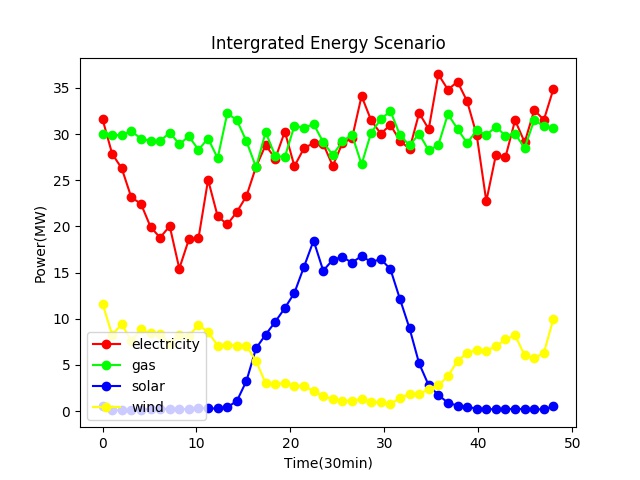 Intergrated Energy Scenario
Power(MW)
35
30
25
20
15
10
5
0
electricity
gas
solar
wind
0 10 20 30 40 50
Time(30min)